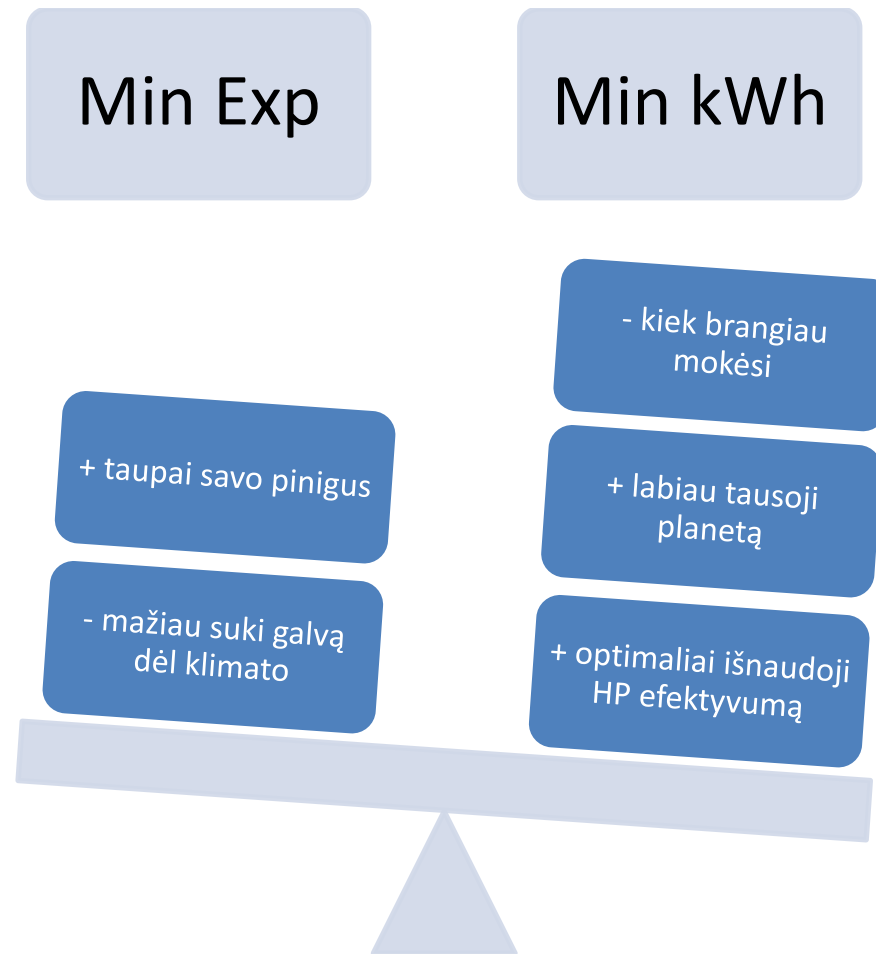 Min Exp
Min kWh
+ taupai savo pinigus
- mažiau suki galvą
dėl klimato
- kiek brangiau
mokėsi
+ labiau tausoji
planetą
+ optimaliai išnaudoji
HP efektyvumą